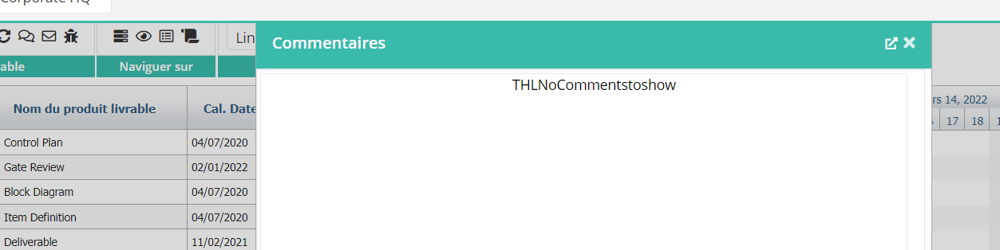 Corporate HQ
Lin
Commentaires
able
Naviguer sur
THLNoCommentstoshow
Nom du produit livrable
Cal. Date
rs 14, 2022
17
18
Control Plan
04/07/2020
Gate Review
02/01/2022
Block Diagram
04/07/2020
Item Definition
04/07/2020
Deliverable
11/02/2021